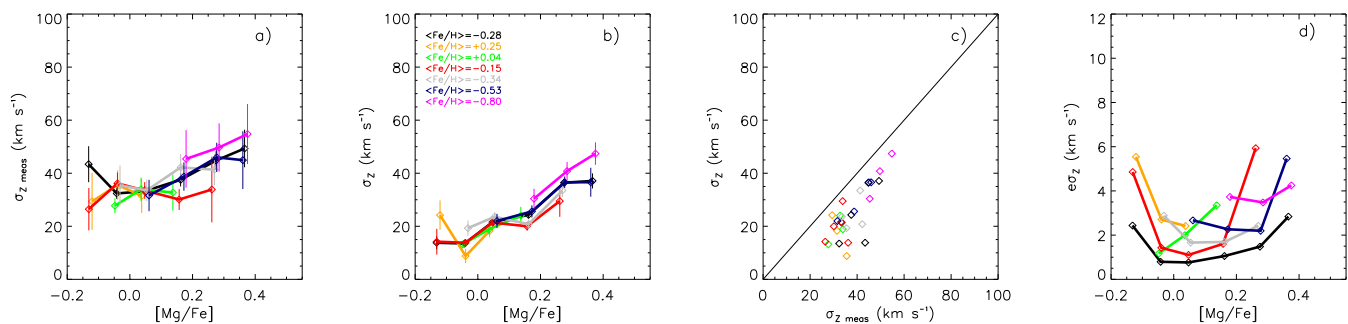 a)
100
80
60
40
20
0
σZ meas (km s⁻¹)
−0.2 0.0 0.2 0.4
[Mg/Fe]
b)
<Fe/H>=−0.28
<Fe/H>=+0.25
<Fe/H>=+0.04
<Fe/H>=−0.15
<Fe/H>=−0.34
<Fe/H>=−0.53
<Fe/H>=−0.80
100
80
60
40
20
0
σZ (km s⁻¹)
−0.2 0.0 0.2 0.4
[Mg/Fe]
c)
100
80
60
40
20
0
σZ (km s⁻¹)
0 20 40 60 80 100
σZ meas (km s⁻¹)
d)
12
10
8
6
4
2
0
eσZ (km s⁻¹)
−0.2 0.0 0.2 0.4
[Mg/Fe]